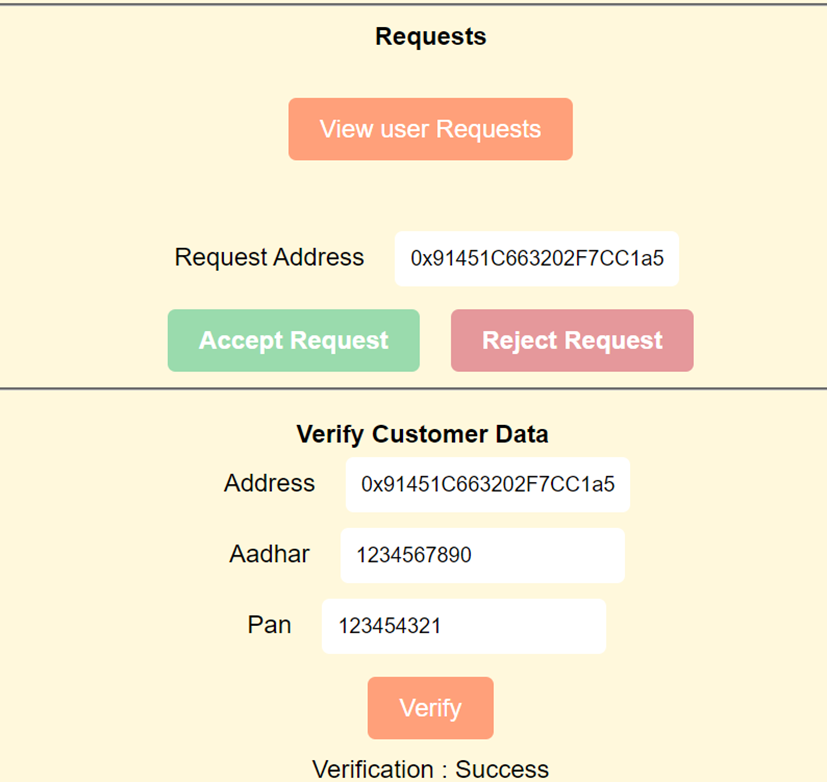 Requests
View user Requests
Request Address 0x91451C663202F7CC1a5
Accept Request Reject Request
Verify Customer Data
Address 0x91451C663202F7CC1a5
Aadhar 1234567890
Pan 123454321
Verify
Verification : Success